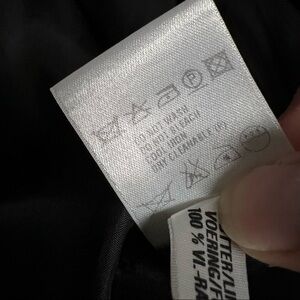 DO NOT WASH
DO NOT BLEACH
COOL IRON
DRY CLEANABLE (P)
VOERING/F
100 % VI.-RA